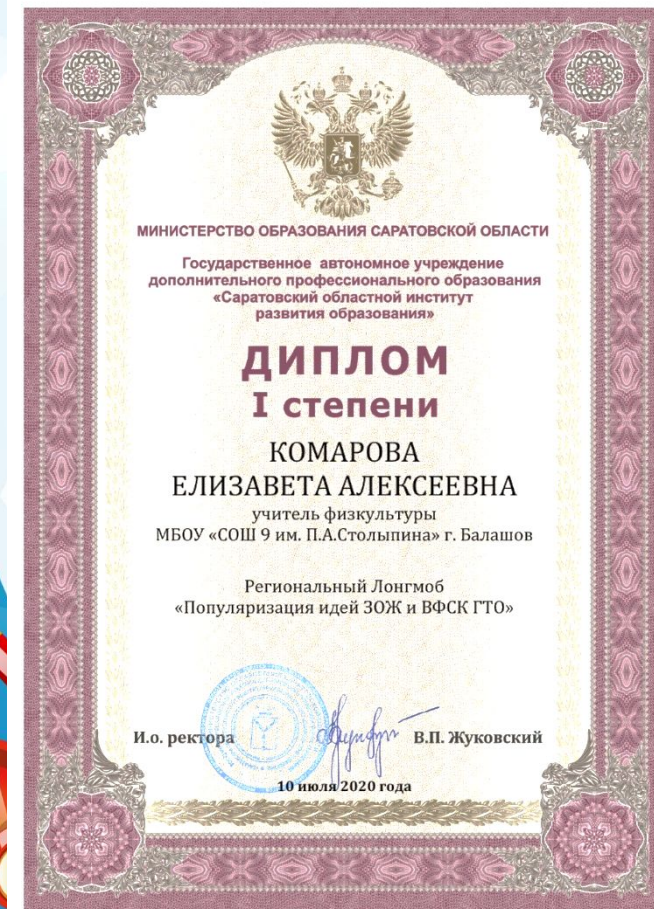 МИНИСТЕРСТВО ОБРАЗОВАНИЯ САРАТОВСКОЙ ОБЛАСТИ
Государственное автономное учреждение
дополнительного профессионального образования
«Саратовский областной институт
развития образования»
ДИПЛОМ
I степени
КОМАРОВА
ЕЛИЗАВЕТА АЛЕКСЕЕВНА
учитель физкультуры
МБОУ «СОШ 9 им. П.А.Столыпина» г. Балашов
Региональный Лонгмоб
«Популяризация идей ЗОЖ и ВФСК ГТО»
И.о. ректора В.П. Жуковский
10 июля 2020 года